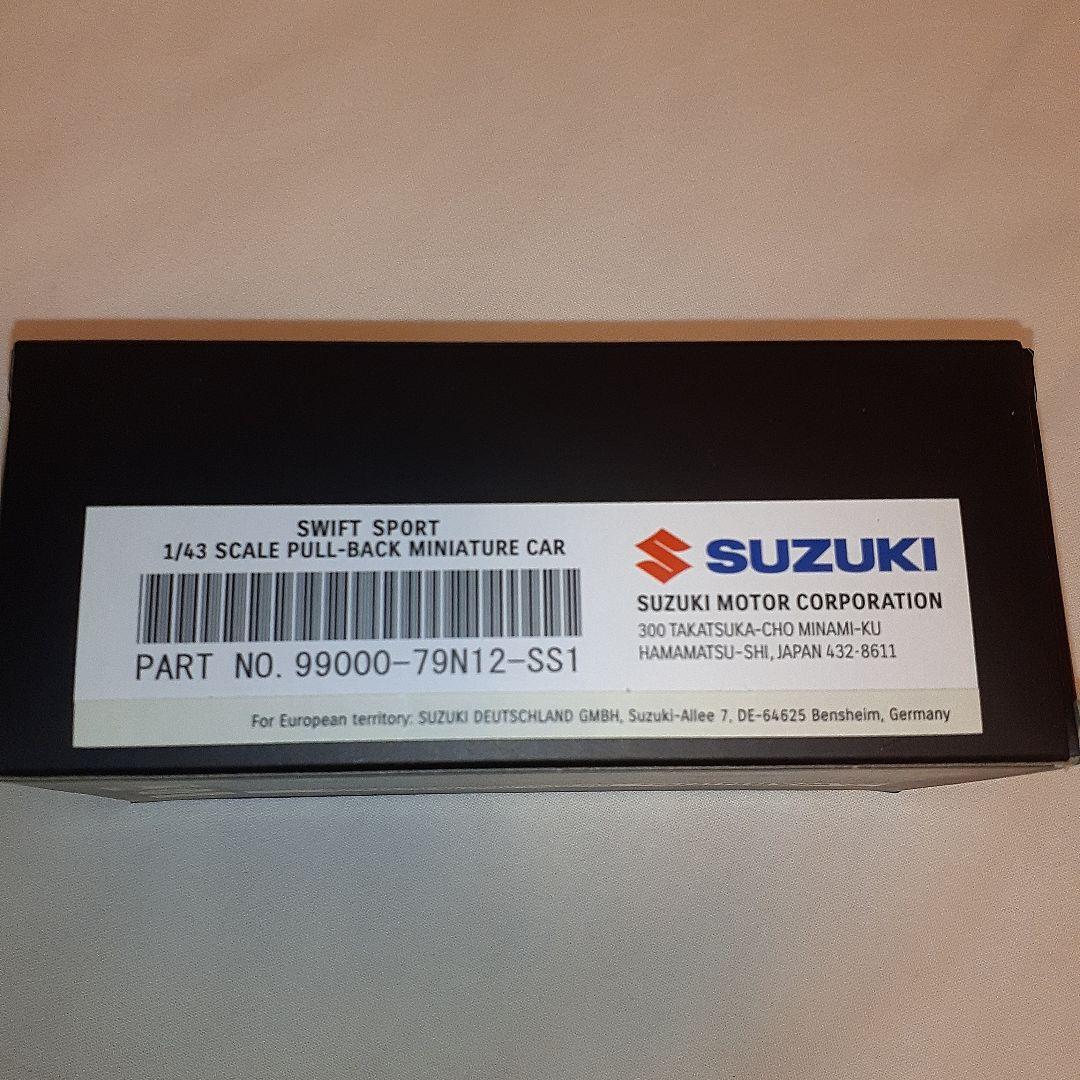 SWIFT SPORT
1/43 SCALE PULL-BACK MINIATURE CAR
PART NO. 99000-79N12-SS1
SUZUKI
SUZUKI MOTOR CORPORATION
300 TAKATSUKA-CHO MINAMI-KU
HAMAMATSU-SHI, JAPAN 432-8611
For European territory: SUZUKI DEUTSCHLAND GMBH, Suzuki-Allee 7, DE-64625 Bensheim, Germany